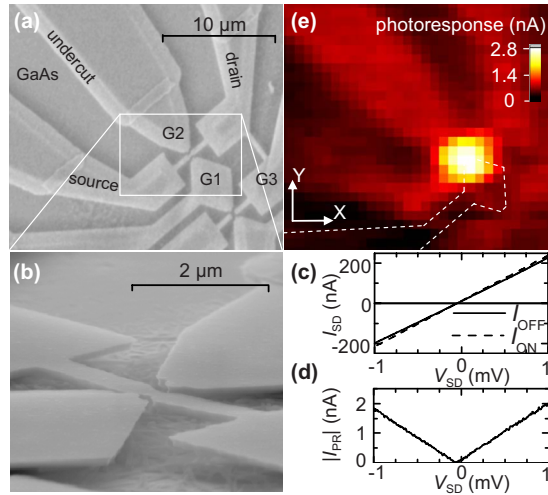 (a)
10 µm
GaAs
undercut
drain
G2
source
G1
G3
(e)
photoresponse (nA)
2.8
1.4
0
Y
X
(b)
2 µm
(c)
200
0
-200
I_SD (nA)
I_OFF
I_ON
-1 0 1
V_SD (mV)
(d)
2
1
0
|I_PR| (nA)
-1 0 1
V_SD (mV)